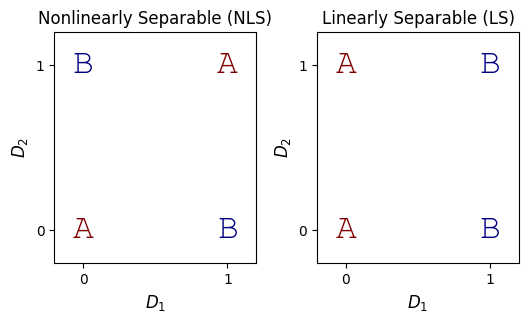 Nonlinearly Separable (NLS)
B A
1
D2
A B
0
0 1
D1
Linearly Separable (LS)
A B
1
D2
A B
0
0 1
D1